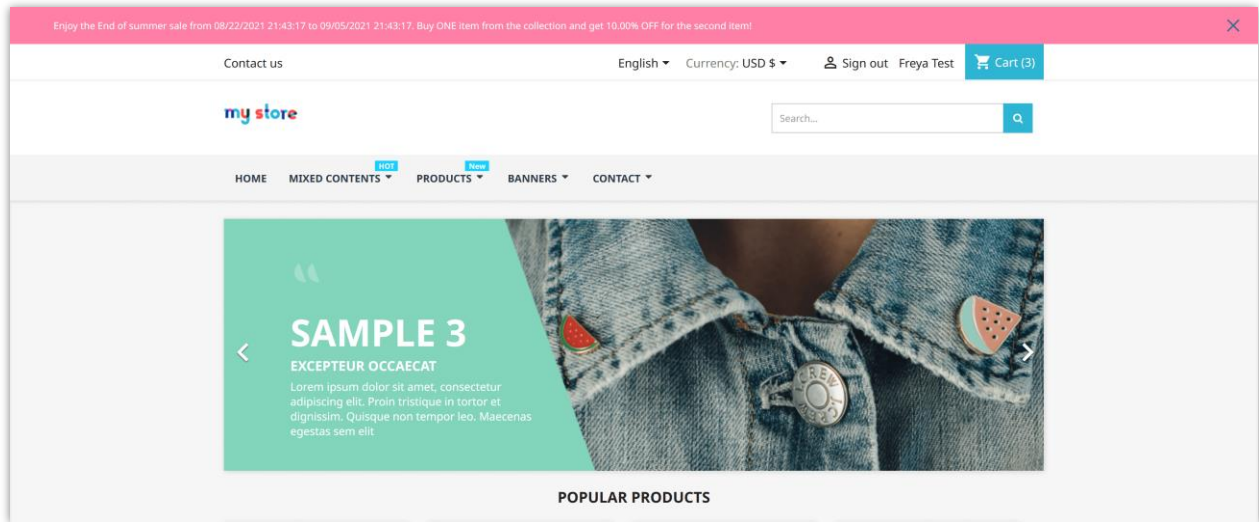 Enjoy the End of summer sale from 08/22/2021 21:43:17 to 09/05/2021 21:43:17. Buy ONE item from the collection and get 10.00% OFF for the second item!
Contact us English Currency: USD $ Sign out Freya Test Cart (3)
my store Search...
HOT New
HOME MIXED CONTENTS PRODUCTS BANNERS CONTACT
SAMPLE 3
EXCEPTEUR OCCAECAT
Lorem ipsum dolor sit amet, consectetur
adipiscing elit. Proin tristique in tortor et
dignissim. Quisque non tempor leo. Maecenas
egestas sem elit
J.CREW J.CREW
POPULAR PRODUCTS